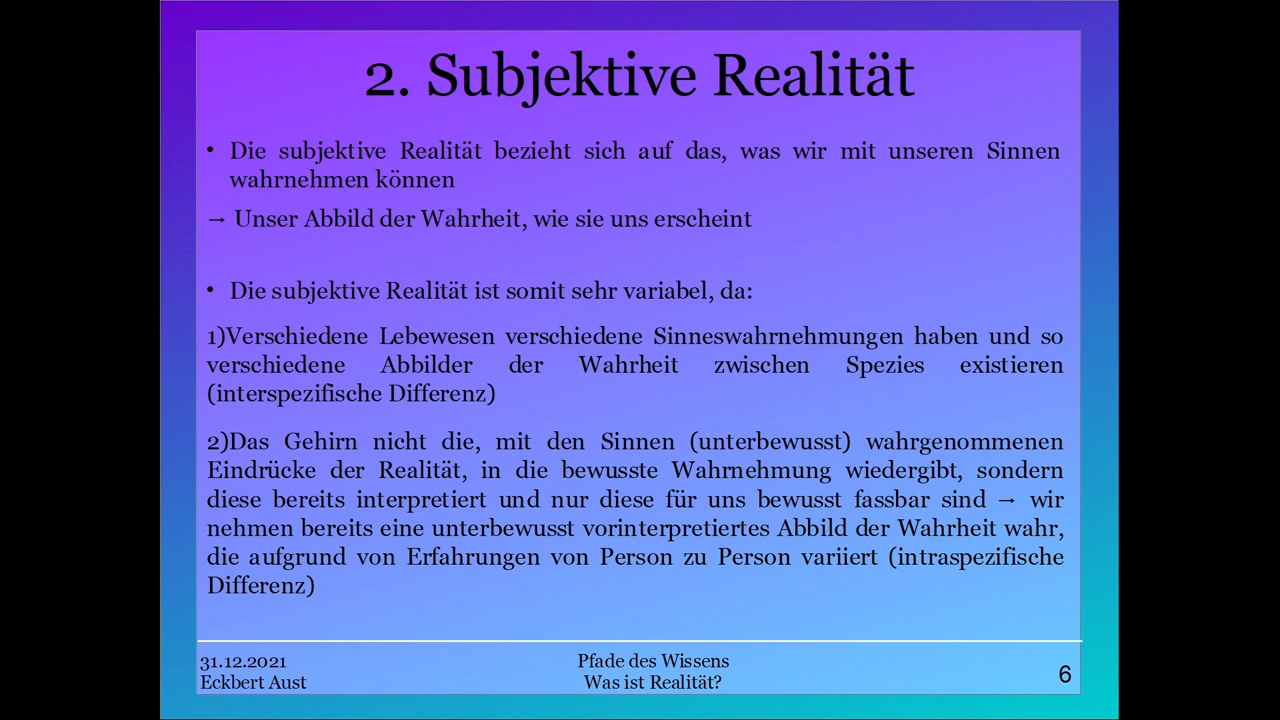 2. Subjektive Realität
• Die subjektive Realität bezieht sich auf das, was wir mit unseren Sinnen
wahrnehmen können
→ Unser Abbild der Wahrheit, wie sie uns erscheint
• Die subjektive Realität ist somit sehr variabel, da:
1)Verschiedene Lebewesen verschiedene Sinneswahrnehmungen haben und so
verschiedene Abbilder der Wahrheit zwischen Spezies existieren
(interspezifische Differenz)
2)Das Gehirn nicht die, mit den Sinnen (unterbewusst) wahrgenommenen
Eindrücke der Realität, in die bewusste Wahrnehmung wiedergibt, sondern
diese bereits interpretiert und nur diese für uns bewusst fassbar sind → wir
nehmen bereits eine unterbewusst vorinterpretiertes Abbild der Wahrheit wahr,
die aufgrund von Erfahrungen von Person zu Person variiert (intraspezifische
Differenz)
31.12.2021
Eckbert Aust
Pfade des Wissens
Was ist Realität?
6